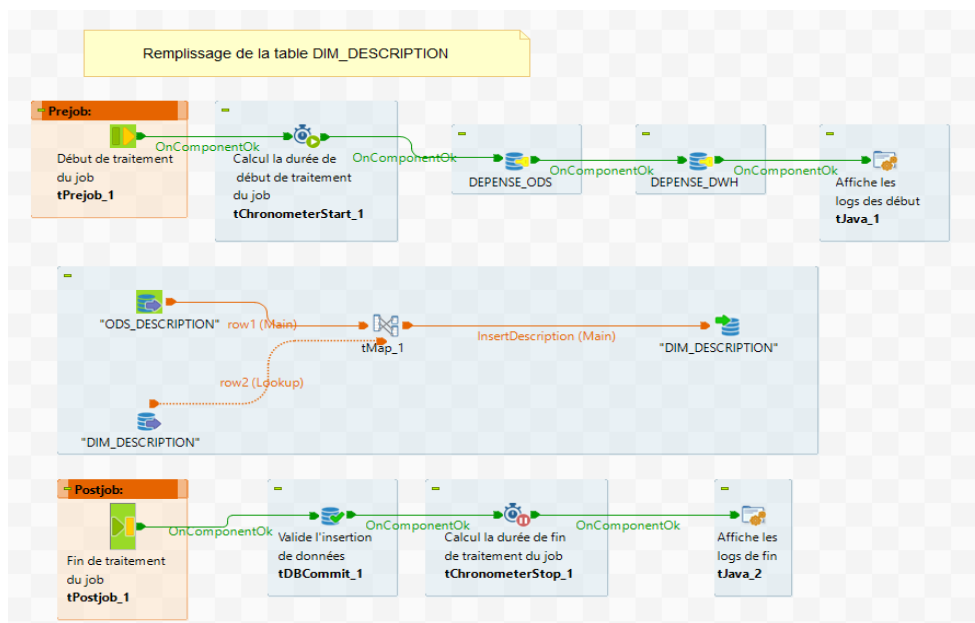 Remplissage de la table DIM_DESCRIPTION
Prejob:
OnComponentOk
Début de traitement
du job
tPrejob_1
Calcul la durée de
début de traitement
du job
tChronometerStart_1
OnComponentOk
DEPENSE_ODS
OnComponentOk
DEPENSE_DWH
OnComponentOk
Affiche les
logs des début
tJava_1
"ODS_DESCRIPTION"
row1 (Main)
tMap_1
InsertDescription (Main)
"DIM_DESCRIPTION"
row2 (Lookup)
"DIM_DESCRIPTION"
Postjob:
OnComponentOk
Fin de traitement
du job
tPostjob_1
Valide l'insertion
de données
tDBCommit_1
OnComponentOk
Calcul la durée de fin
de traitement du job
tChronometerStop_1
OnComponentOk
Affiche les
logs de fin
tJava_2